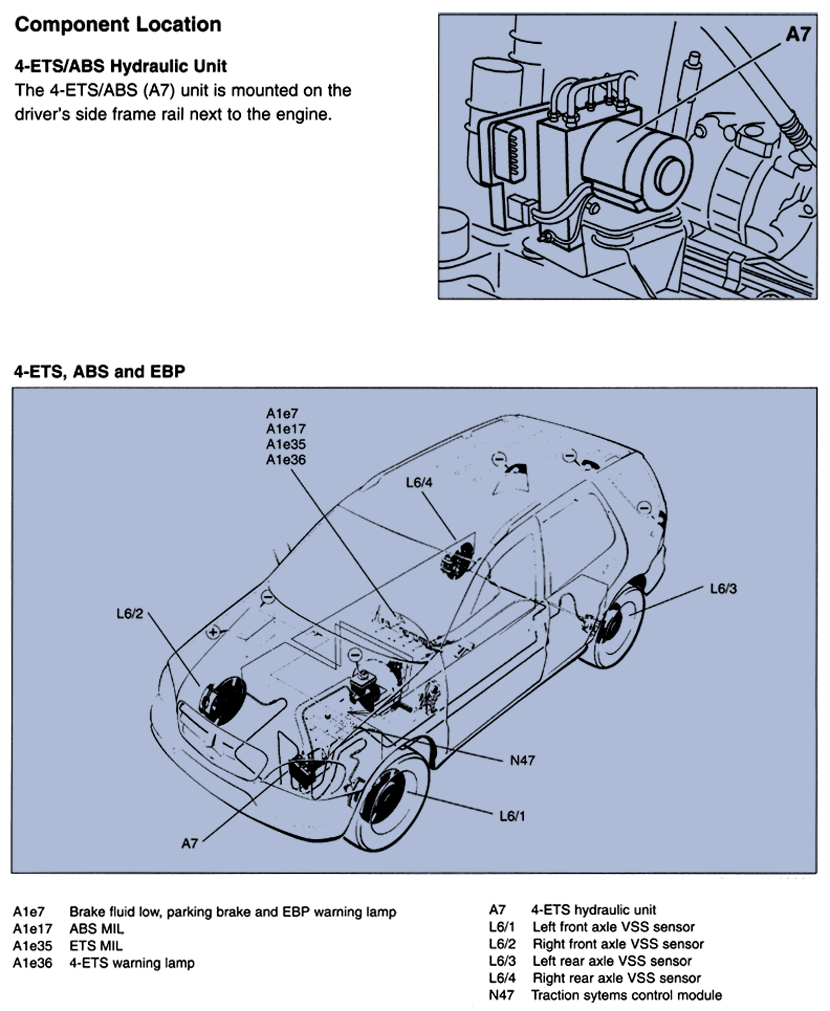 Component Location
4-ETS/ABS Hydraulic Unit
The 4-ETS/ABS (A7) unit is mounted on the
driver's side frame rail next to the engine.
A7
4-ETS, ABS and EBP
A1e7
A1e17
A1e35
A1e36
L6/4
L6/3
L6/2
N47
L6/1
A7
A1e7 Brake fluid low, parking brake and EBP warning lamp
A1e17 ABS MIL
A1e35 ETS MIL
A1e36 4-ETS warning lamp
A7 4-ETS hydraulic unit
L6/1 Left front axle VSS sensor
L6/2 Right front axle VSS sensor
L6/3 Left rear axle VSS sensor
L6/4 Right rear axle VSS sensor
N47 Traction sytems control module